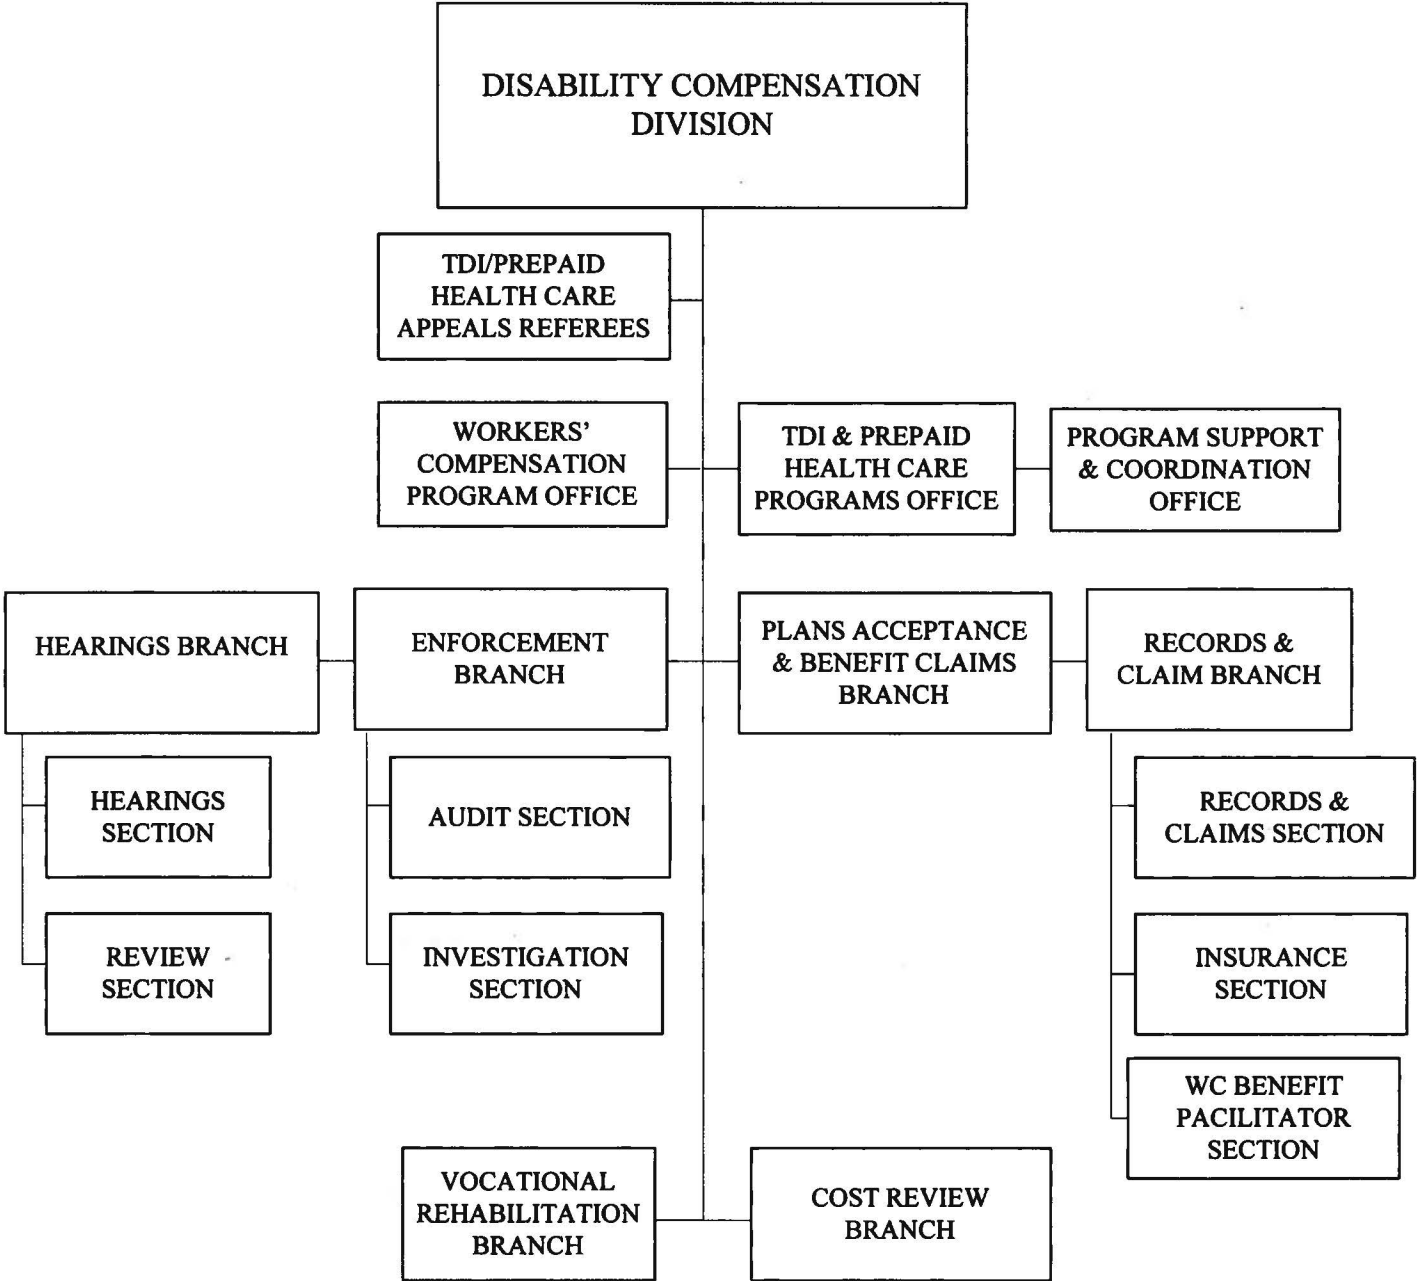 DISABILITY COMPENSATION
DIVISION
TDI/PREPAID
HEALTH CARE
APPEALS REFEREES
WORKERS'
COMPENSATION
PROGRAM OFFICE
TDI & PREPAID
HEALTH CARE
PROGRAMS OFFICE
PROGRAM SUPPORT
& COORDINATION
OFFICE
HEARINGS BRANCH
ENFORCEMENT
BRANCH
PLANS ACCEPTANCE
& BENEFIT CLAIMS
BRANCH
RECORDS &
CLAIM BRANCH
HEARINGS
SECTION
AUDIT SECTION
RECORDS &
CLAIMS SECTION
REVIEW
SECTION
INVESTIGATION
SECTION
INSURANCE
SECTION
WC BENEFIT
PACILITATOR
SECTION
VOCATIONAL
REHABILITATION
BRANCH
COST REVIEW
BRANCH